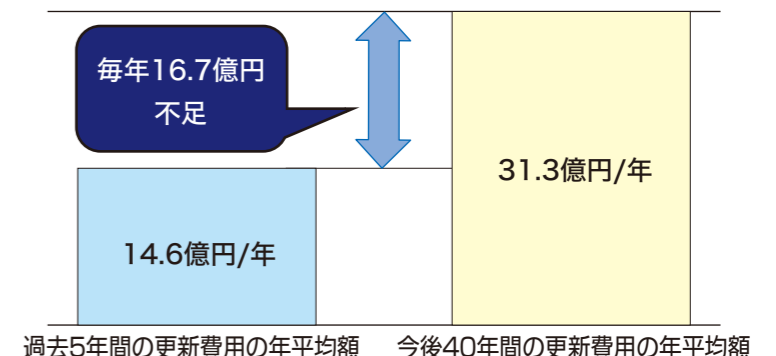 毎年16.7億円
不足
31.3億円/年
14.6億円/年
過去5年間の更新費用の年平均額
今後40年間の更新費用の年平均額